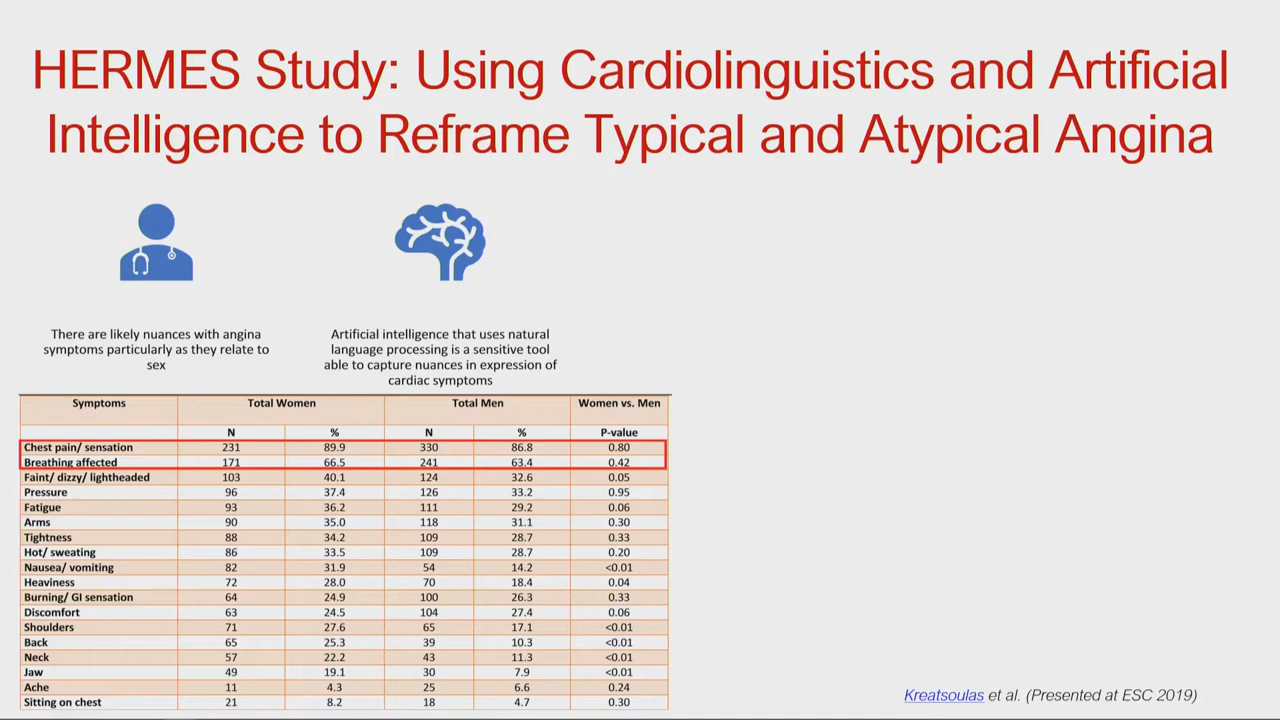 HERMES Study: Using Cardiolinguistics and Artificial
Intelligence to Reframe Typical and Atypical Angina
There are likely nuances with angina
symptoms particularly as they relate to
sex
Artificial intelligence that uses natural
language processing is a sensitive tool
able to capture nuances in expression of
cardiac symptoms
Symptoms Total Women Total Men Women vs. Men
N % N % P-value
Chest pain/ sensation 231 89.9 330 86.8 0.80
Breathing affected 171 66.5 241 63.4 0.42
Faint/ dizzy/ lightheaded 103 40.1 124 32.6 0.05
Pressure 96 37.4 126 33.2 0.95
Fatigue 93 36.2 111 29.2 0.06
Arms 90 35.0 118 31.1 0.30
Tightness 88 34.2 109 28.7 0.33
Hot/ sweating 86 33.5 109 28.7 0.20
Nausea/ vomiting 82 31.9 54 14.2 <0.01
Heaviness 72 28.0 70 18.4 0.04
Burning/ GI sensation 64 24.9 100 26.3 0.33
Discomfort 63 24.5 104 27.4 0.06
Shoulders 71 27.6 65 17.1 <0.01
Back 65 25.3 39 10.3 <0.01
Neck 57 22.2 43 11.3 <0.01
Jaw 49 19.1 30 7.9 <0.01
Ache 11 4.3 25 6.6 0.24
Sitting on chest 21 8.2 18 4.7 0.30
Kreatsoulas et al. (Presented at ESC 2019)